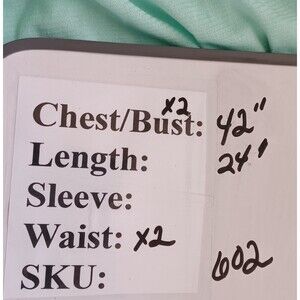 Chest/Bust: x2 42"
Length: 24"
Sleeve:
Waist: x2
SKU: 602